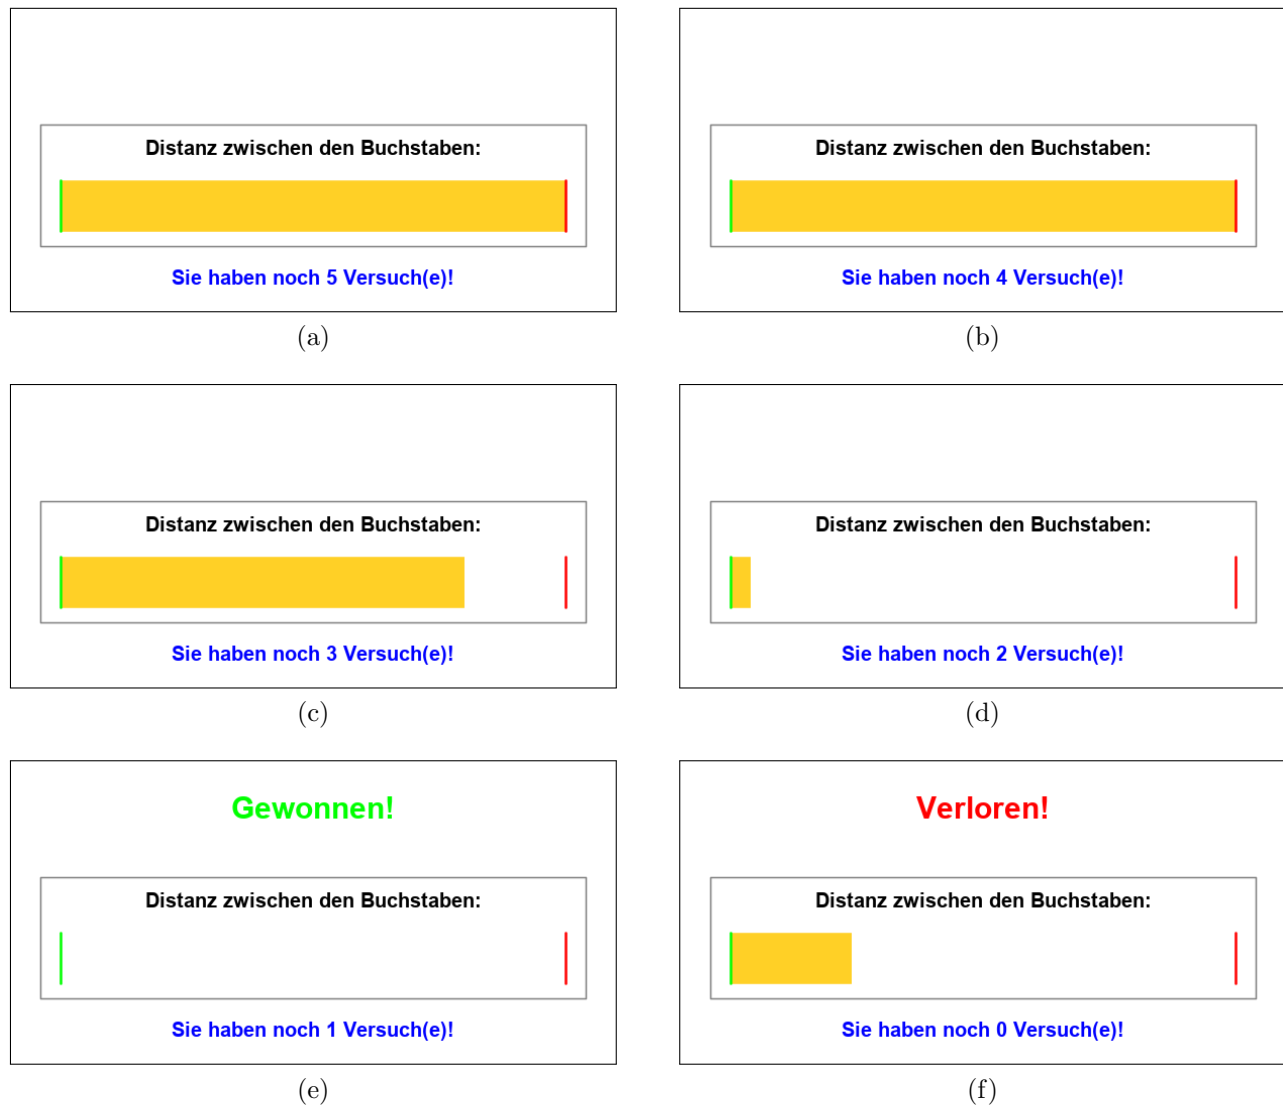 Distanz zwischen den Buchstaben:
Sie haben noch 5 Versuch(e)!
(a)
Distanz zwischen den Buchstaben:
Sie haben noch 4 Versuch(e)!
(b)
Distanz zwischen den Buchstaben:
Sie haben noch 3 Versuch(e)!
(c)
Distanz zwischen den Buchstaben:
Sie haben noch 2 Versuch(e)!
(d)
Gewonnen!
Distanz zwischen den Buchstaben:
Sie haben noch 1 Versuch(e)!
(e)
Verloren!
Distanz zwischen den Buchstaben:
Sie haben noch 0 Versuch(e)!
(f)